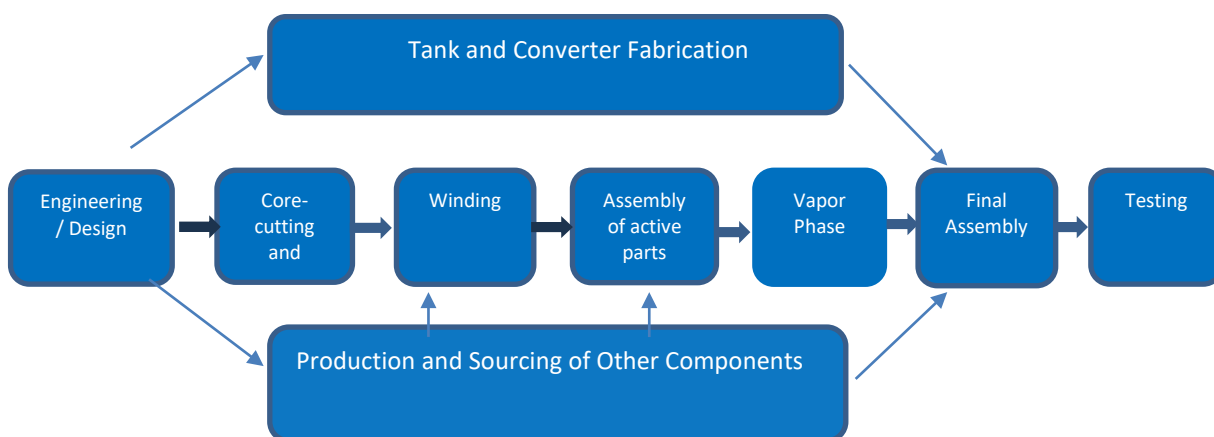 Tank and Converter Fabrication
Engineering
/ Design
Core-
cutting
and
Winding
Assembly
of active
parts
Vapor
Phase
Final
Assembly
Testing
Production and Sourcing of Other Components